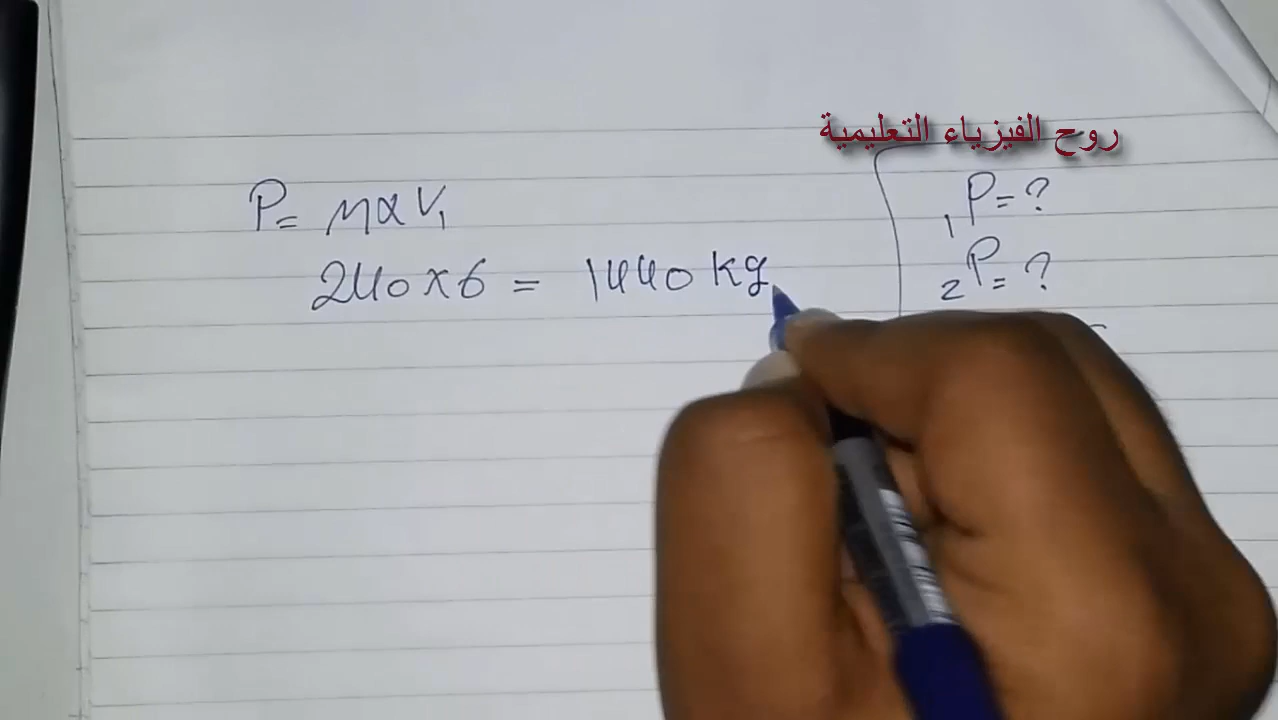 روح الفيزياء التعليمية
P = m x V₁
240 x 6 = 1440 kg
₁P = ?
₂P = ?